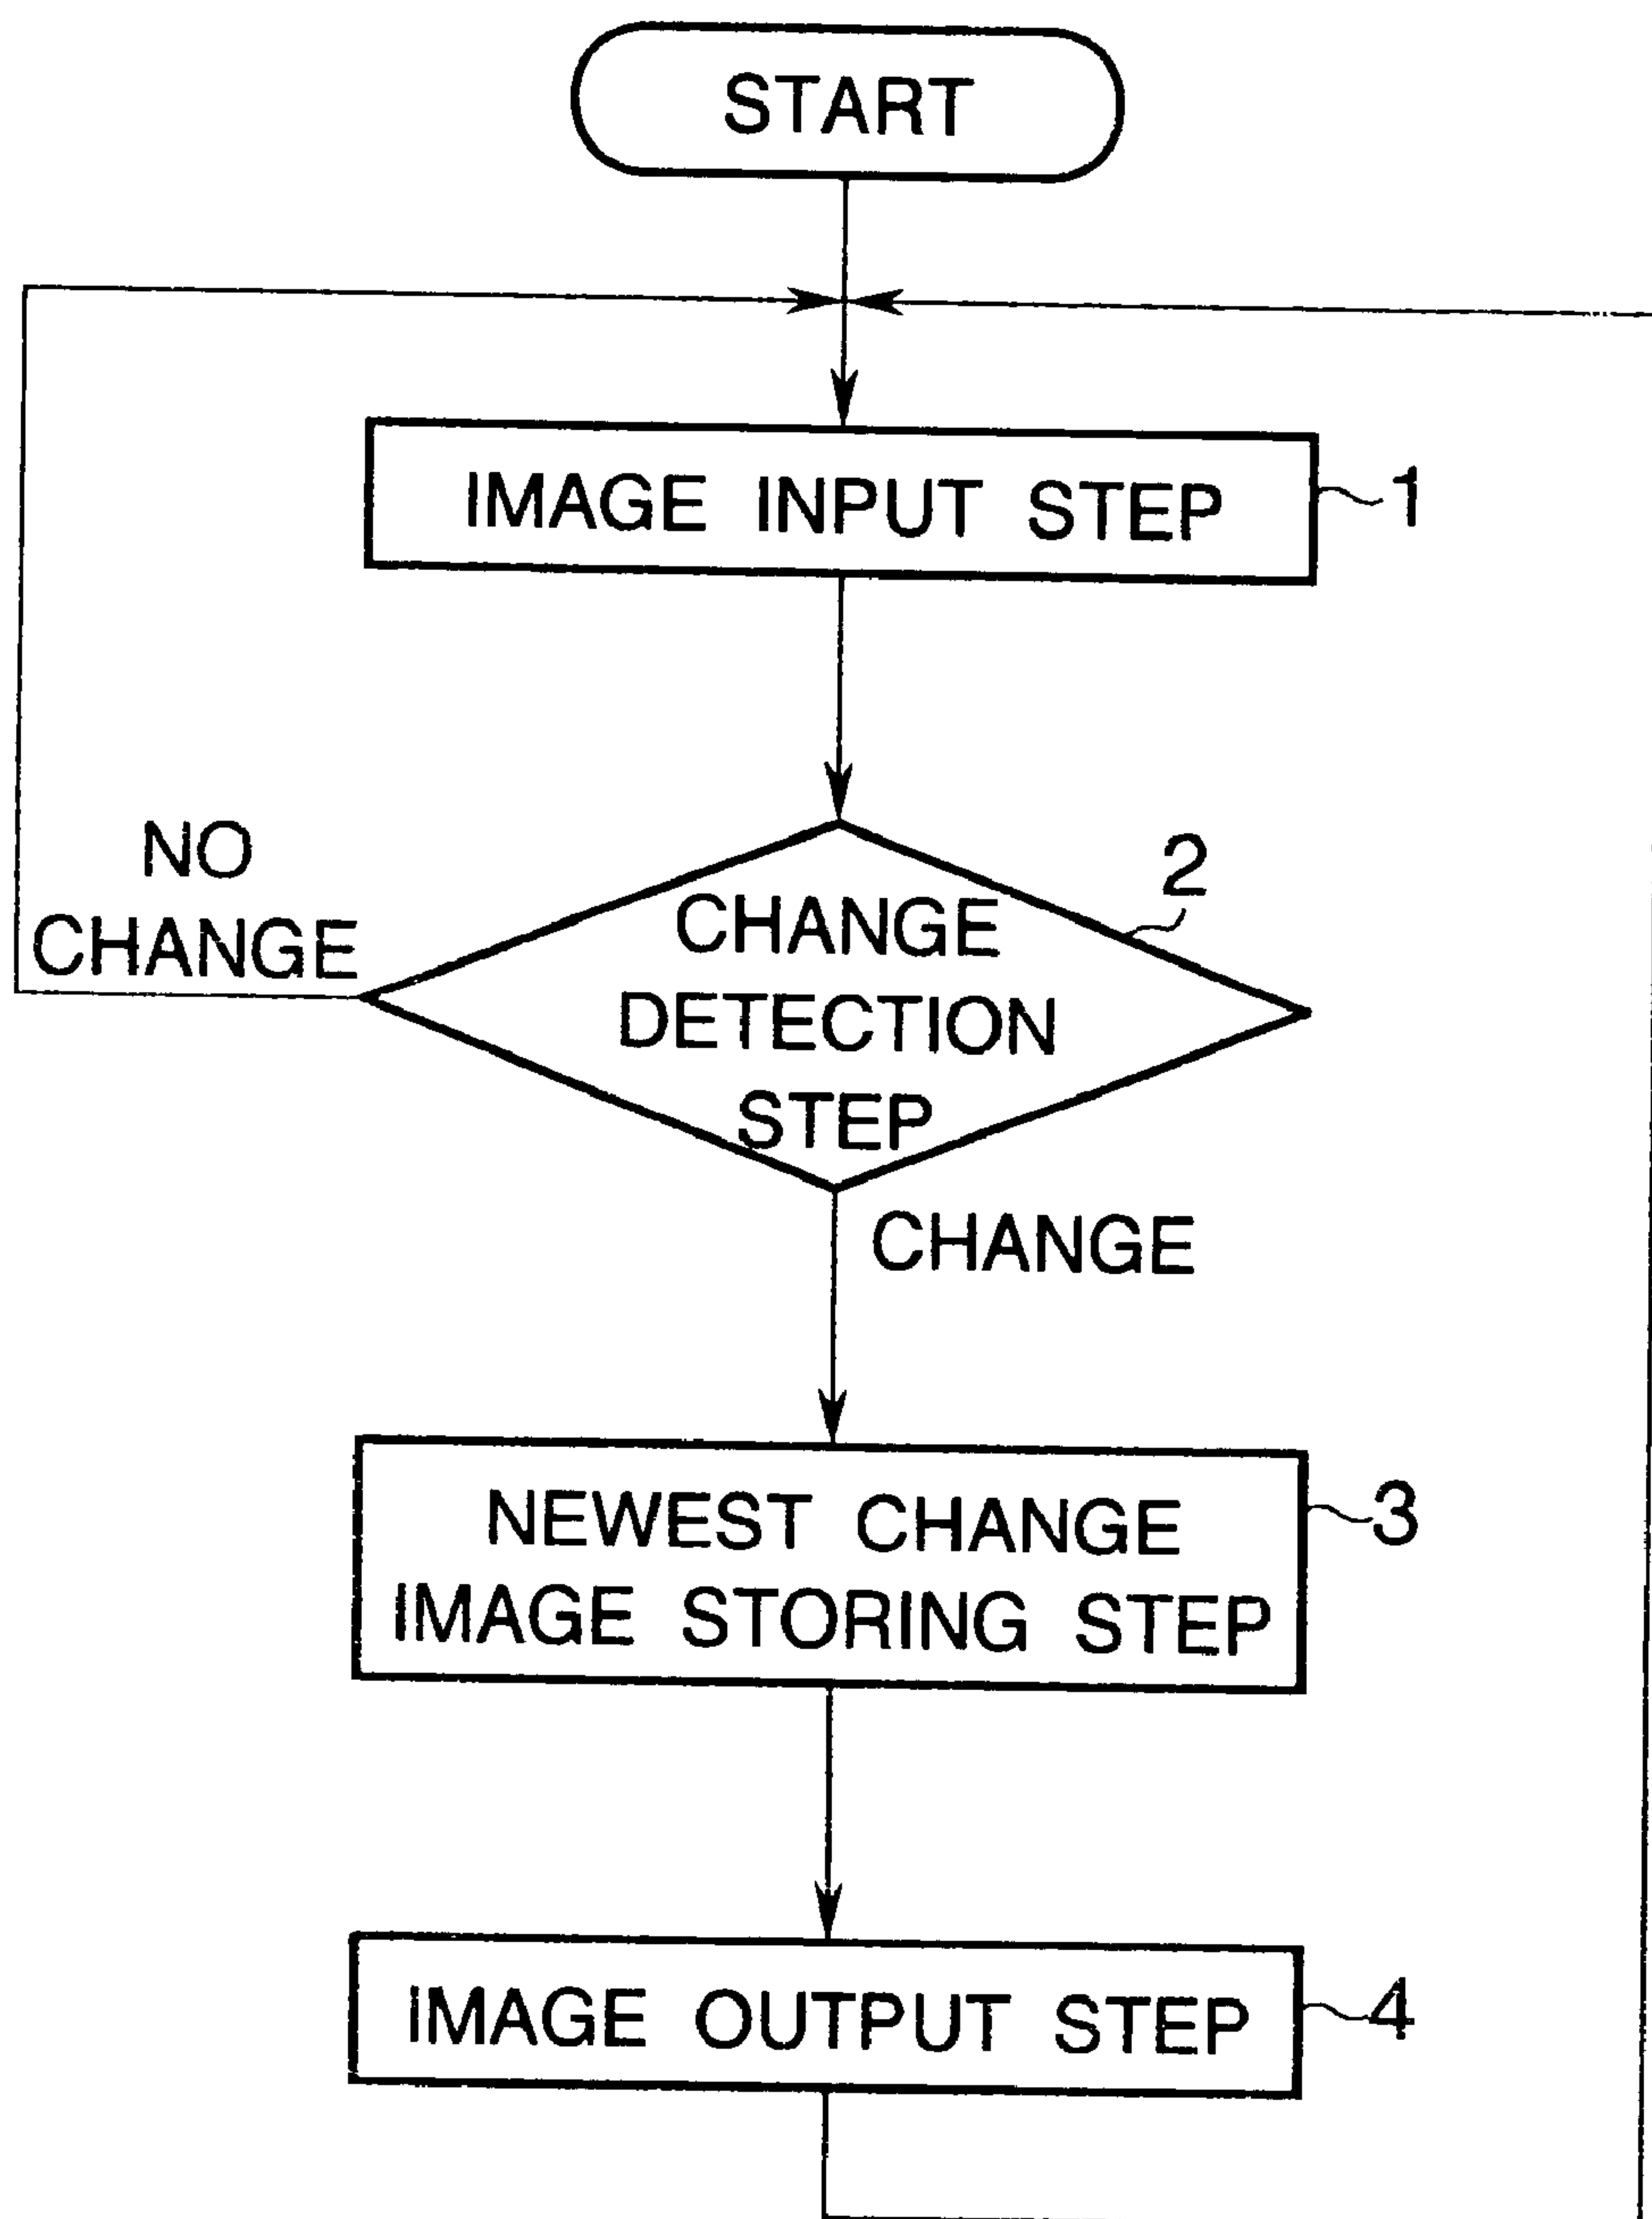 START
IMAGE INPUT STEP
1
2
NO
CHANGE
CHANGE
DETECTION
STEP
CHANGE
NEWEST CHANGE
IMAGE STORING STEP
3
IMAGE OUTPUT STEP
4